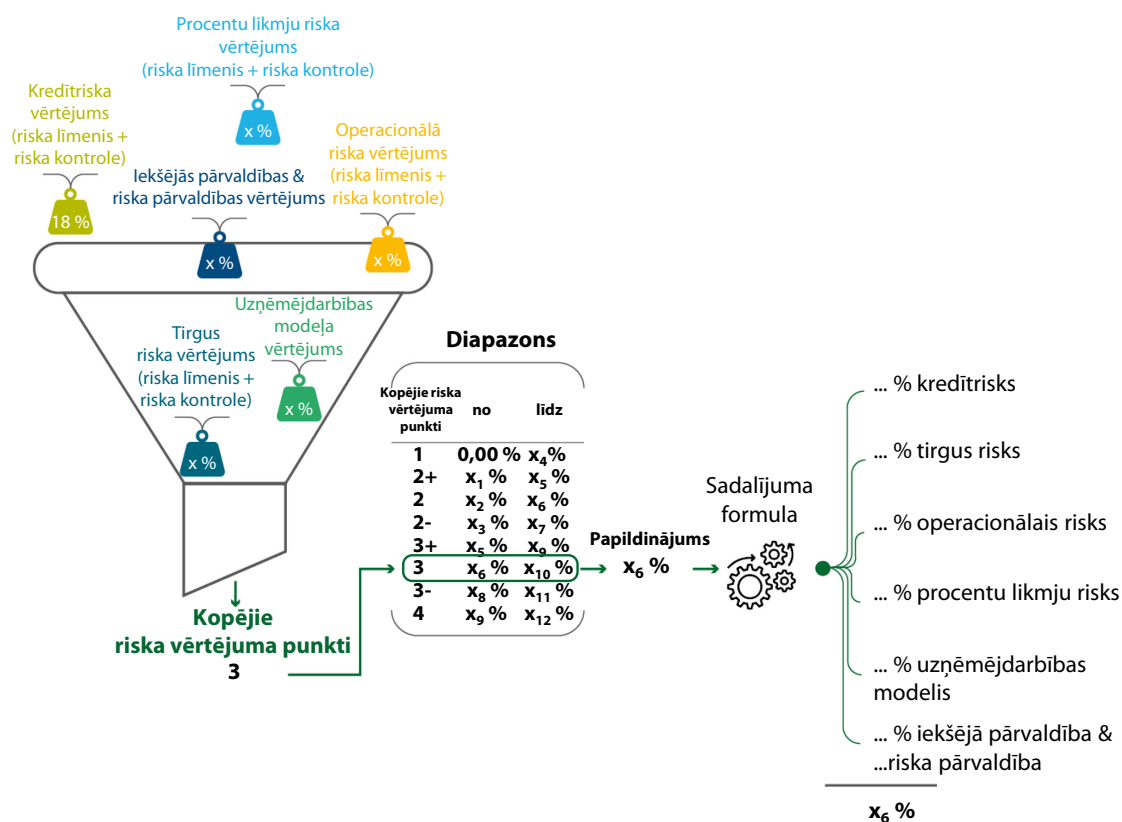 Procentu likmju riska
vērtējums
(riska līmenis + riska kontrole)
x %
Kredītriska
vērtējums
(riska līmenis +
riska kontrole)
18 %
Operacionālā
riska vērtējums
(riska līmenis +
riska kontrole)
x %
Iekšējās pārvaldības &
riska pārvaldības vērtējums
x %
Uzņēmējdarbības
modeļa
vērtējums
x %
Tirgus
riska vērtējums
(riska līmenis +
riska kontrole)
x %
Kopējie
riska vērtējuma punkti
3
Diapazons
Kopējie riska
vērtējuma
punkti
no līdz
1 0,00 % x4%
2+ x1 % x5 %
2 x2 % x6 %
2- x3 % x7 %
3+ x5 % x9 %
3 x6 % x10 %
3- x8 % x11 %
4 x9 % x12 %
Papildinājums
x6 %
Sadalījuma
formula
... % kredītrisks
... % tirgus risks
... % operacionālais risks
... % procentu likmju risks
... % uzņēmējdarbības
modelis
... % iekšējā pārvaldība &
...riska pārvaldība
x6 %